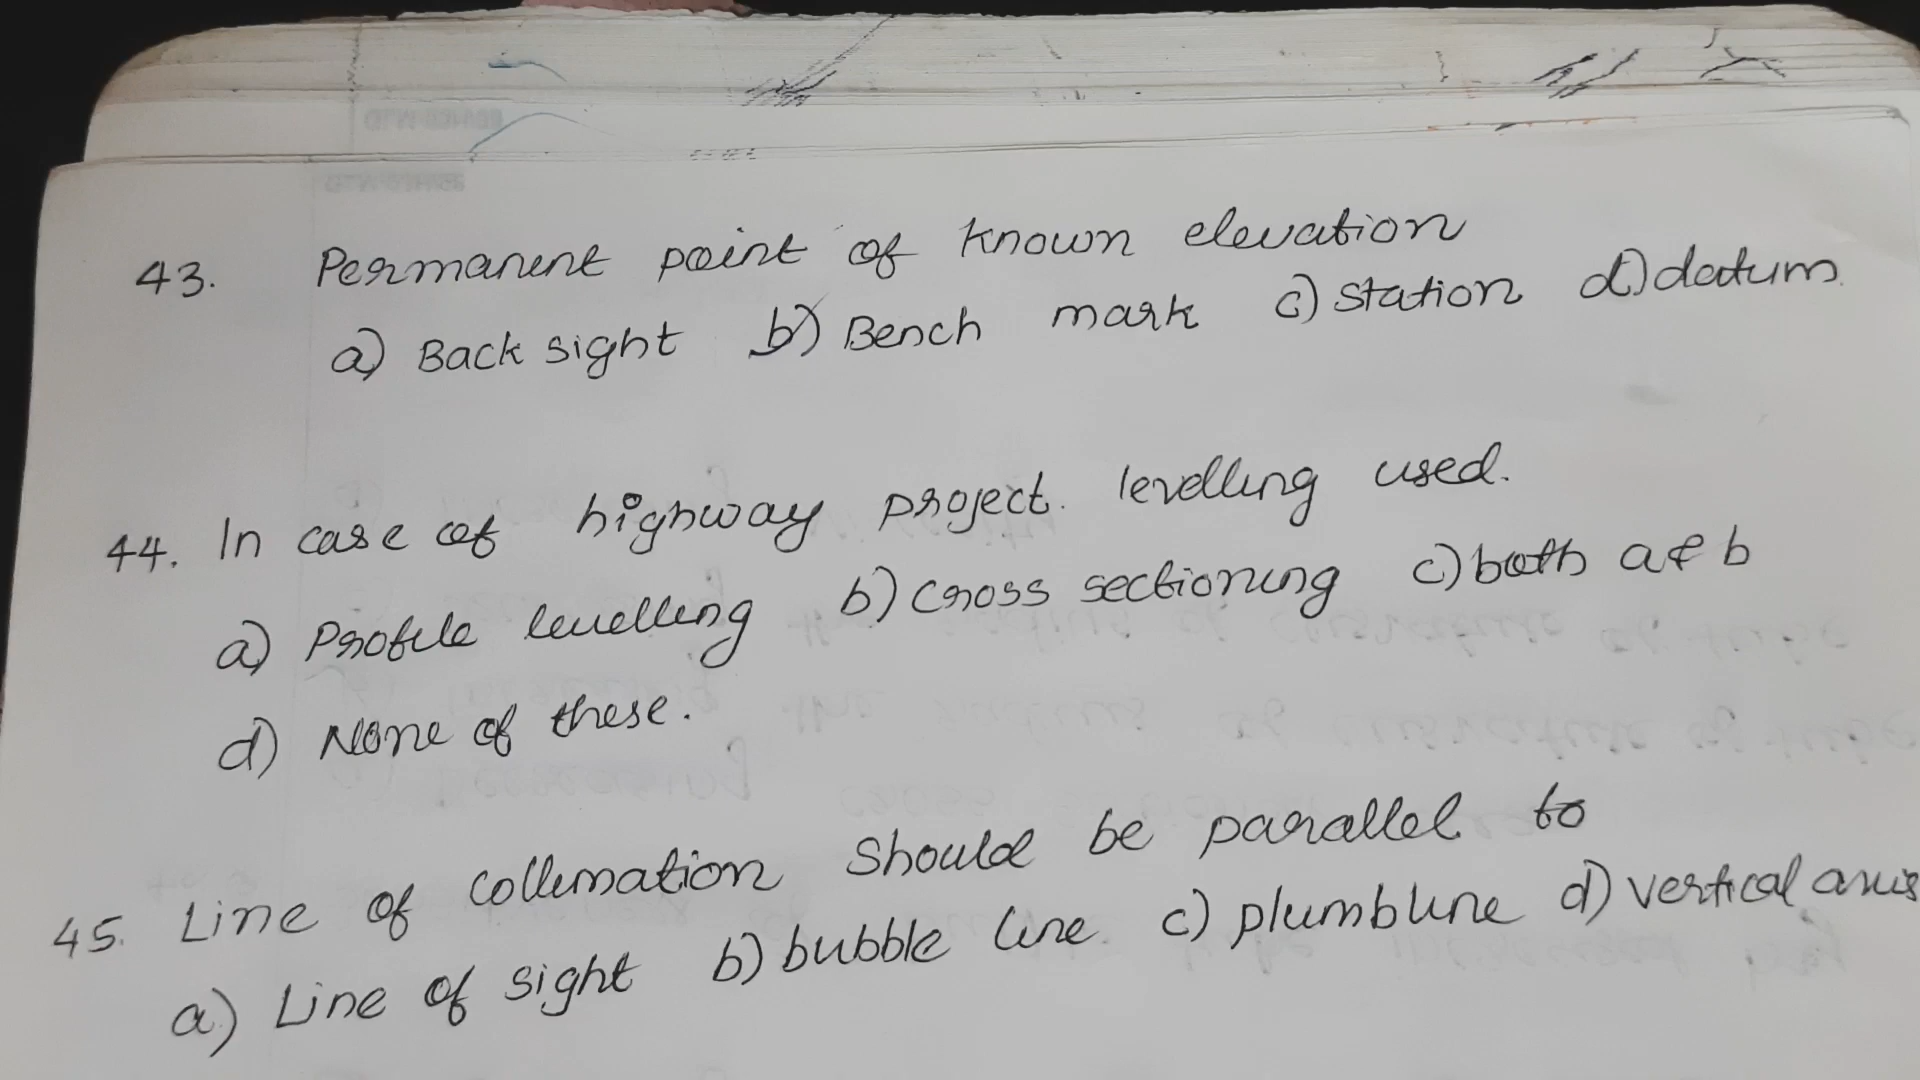 43. Permanent point of known elevation
a) Back sight b) Bench mark c) station d) datum.
44. In case of highway project. levelling used.
a) Profile levelling b) cross sectioning c) both a & b
d) None of these.
45. Line of collimation should be parallel to
a) Line of sight b) bubble line c) plumbline d) vertical axis